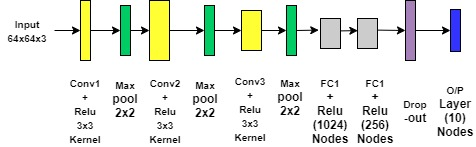 Input
64x64x3
Conv1
+
Relu
3x3
Kernel
Max
pool
2x2
Conv2
+
Relu
3x3
Kernel
Max
pool
2x2
Conv3
+
Relu
3x3
Kernel
Max
pool
2x2
FC1
+
Relu
(1024)
Nodes
FC1
+
Relu
(256)
Nodes
Drop
-out
O/P
Layer
(10)
Nodes